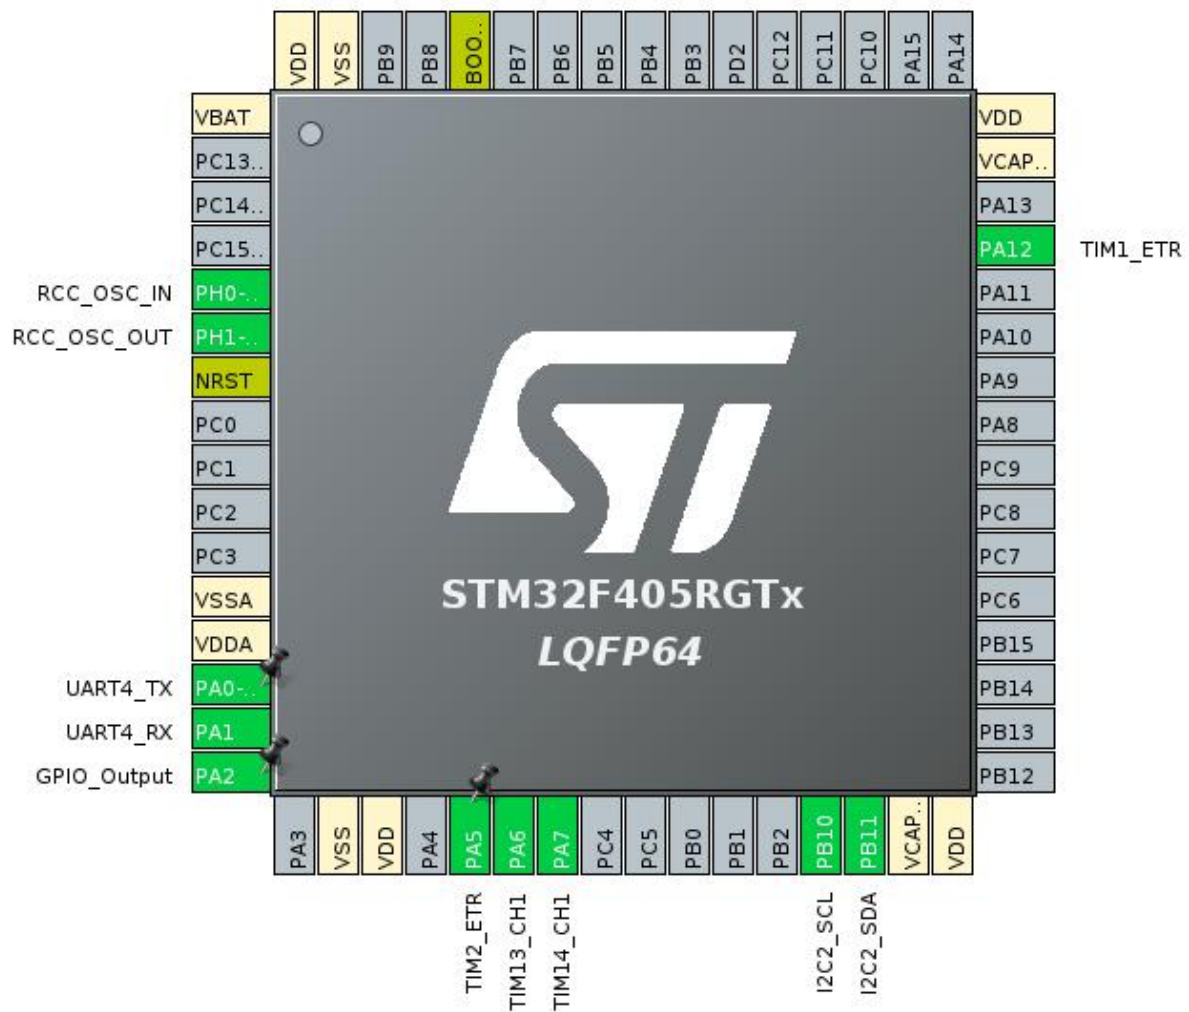 VDD
VSS
PB9
PB8
BOO..
PB7
PB6
PB5
PB4
PB3
PD2
PC12
PC11
PC10
PA15
PA14
VBAT
PC13..
PC14..
PC15..
RCC_OSC_IN PH0-..
RCC_OSC_OUT PH1-..
NRST
PC0
PC1
PC2
PC3
VSSA
VDDA
UART4_TX PA0-..
UART4_RX PA1
GPIO_Output PA2
ST
STM32F405RGTx
LQFP64
VDD
VCAP..
PA13
PA12 TIM1_ETR
PA11
PA10
PA9
PA8
PC9
PC8
PC7
PC6
PB15
PB14
PB13
PB12
PA3
VSS
VDD
PA4
PA5
PA6
PA7
PC4
PC5
PB0
PB1
PB2
PB10
PB11
VCAP..
VDD
TIM2_ETR
TIM13_CH1
TIM14_CH1
I2C2_SCL
I2C2_SDA